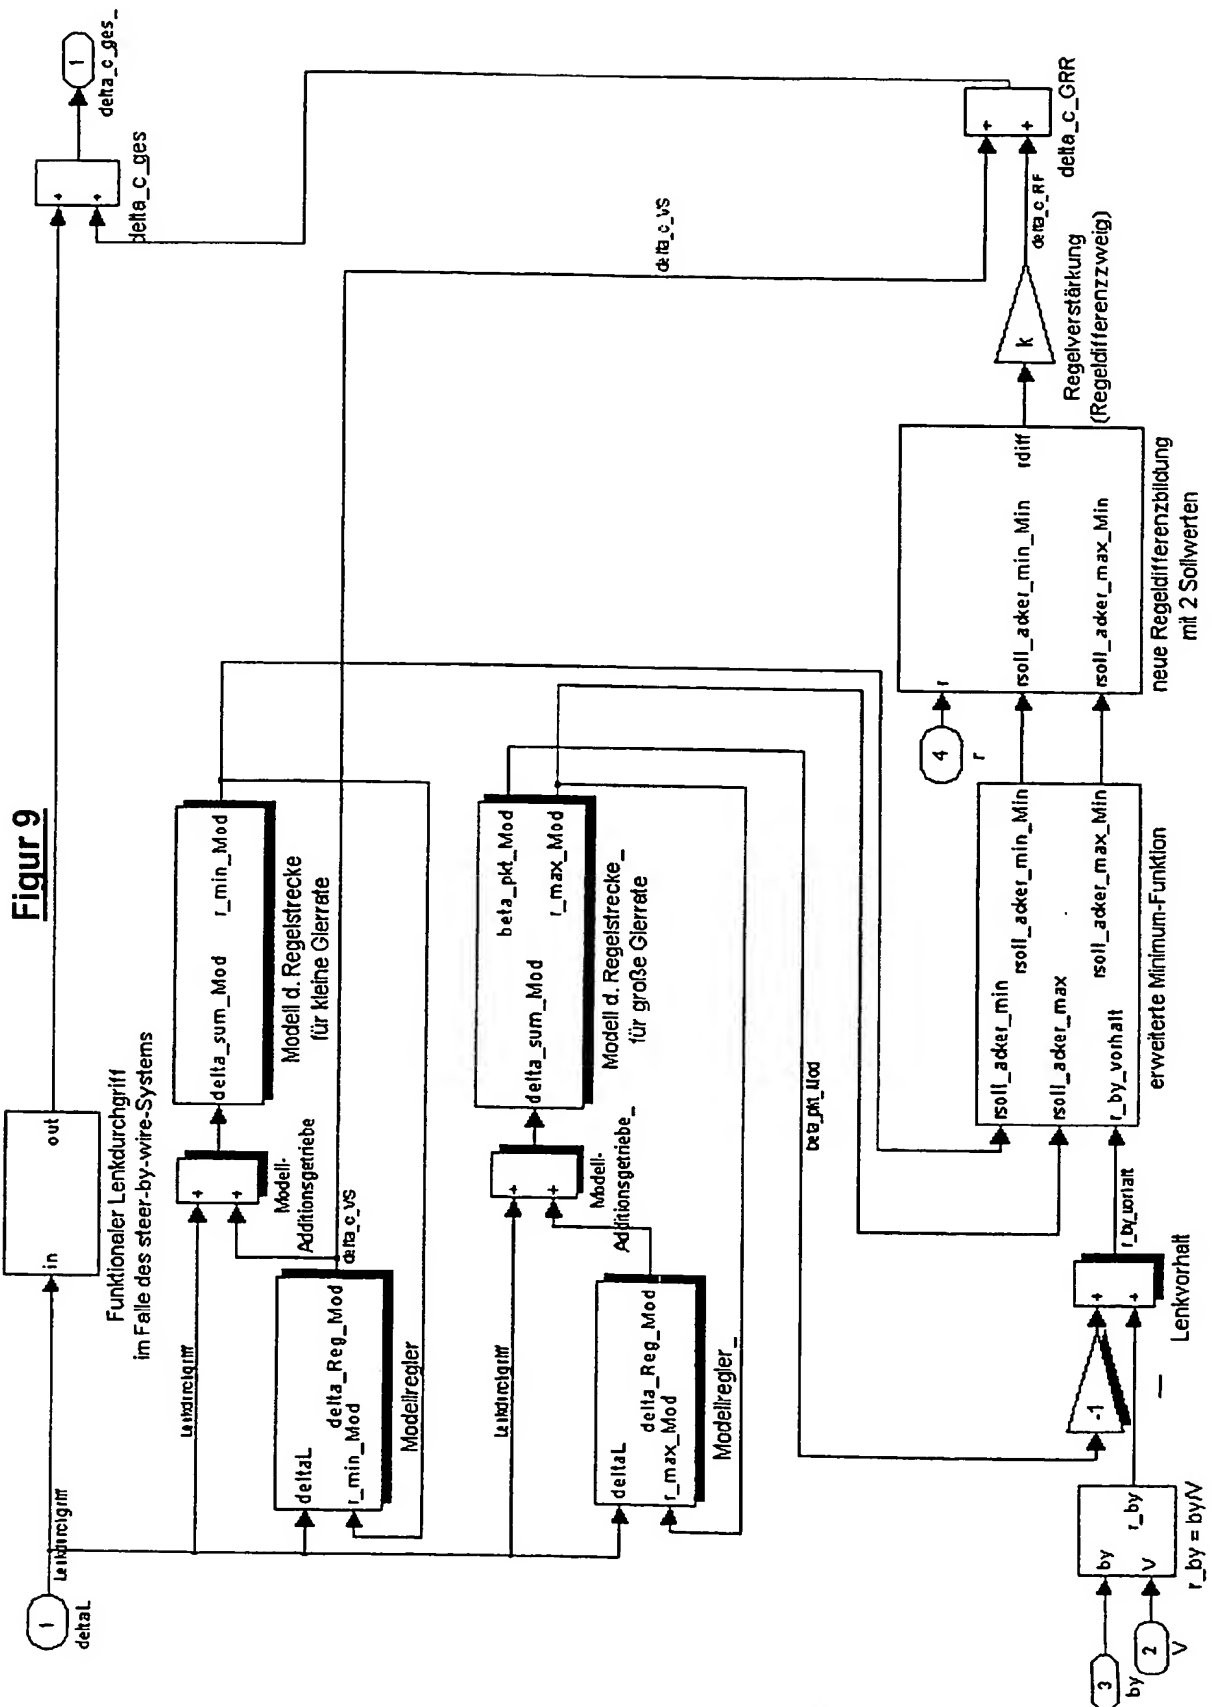 Figur 9
1
deltaL
Lenkdurchgriff
in
out
Funktionaler Lenkdurchgriff
im Falle des steer-by-wire-Systems
+
+
delta_c_ges
1
delta_c_ges_
Lenkdurchgriff
+
+
Modell-
Additionsgetriebe
delta_sum_Mod
r_min_Mod
Modell d. Regelstrecke
für kleine Gierrate
deltaL
delta_Reg_Mod
r_min_Mod
Modellregler
delta_c_VS
Lenkdurchgriff
+
+
Modell-
Additionsgetriebe_
delta_sum_Mod
beta_pkt_Mod
r_max_Mod
Modell d. Regelstrecke_
für große Gierrate
deltaL
delta_Reg_Mod
r_max_Mod
Modellregler_
delta_c_VS
beta_pkt_Mod
3
by
2
V
by
V
r_by
r_by = by/V
-1
—
+
+
Lenkvorhalt
r_by_vorhalt
rsoll_acker_min
rsoll_acker_min_Min
rsoll_acker_max
rsoll_acker_max_Min
r_by_vorhalt
erweiterte Minimum-Funktion
4
r
r
rsoll_acker_min_Min
rdiff
rsoll_acker_max_Min
neue Regeldifferenzbildung
mit 2 Sollwerten
k
Regelverstärkung
(Regeldifferenzzweig)
delta_c_RF
+
+
delta_c_GRR